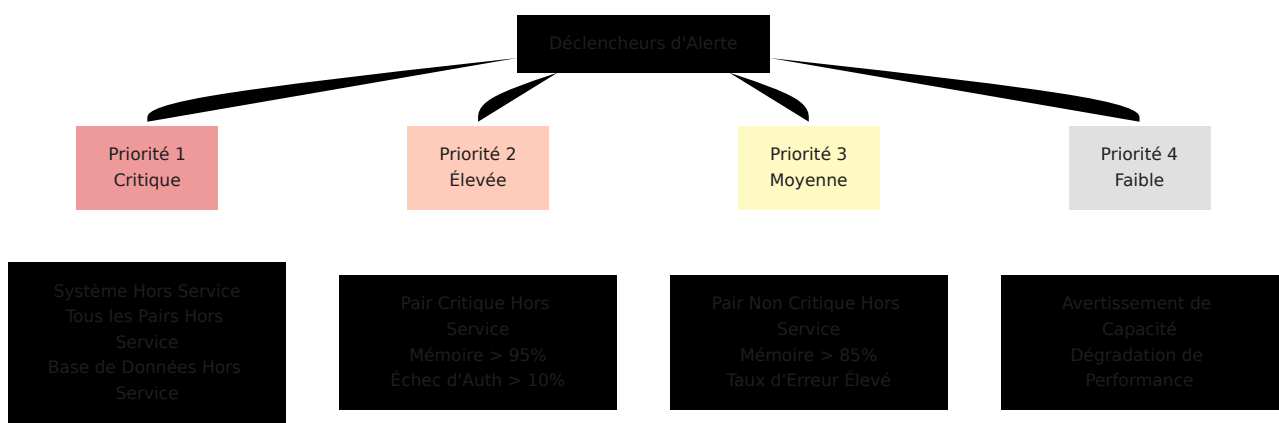 Déclencheurs d'Alerte
Priorité 1
Critique
Priorité 2
Élevée
Priorité 3
Moyenne
Priorité 4
Faible
Système Hors Service
Tous les Pairs Hors
Service
Base de Données Hors
Service
Pair Critique Hors
Service
Mémoire > 95%
Échec d'Auth > 10%
Pair Non Critique Hors
Service
Mémoire > 85%
Taux d'Erreur Élevé
Avertissement de
Capacité
Dégradation de
Performance